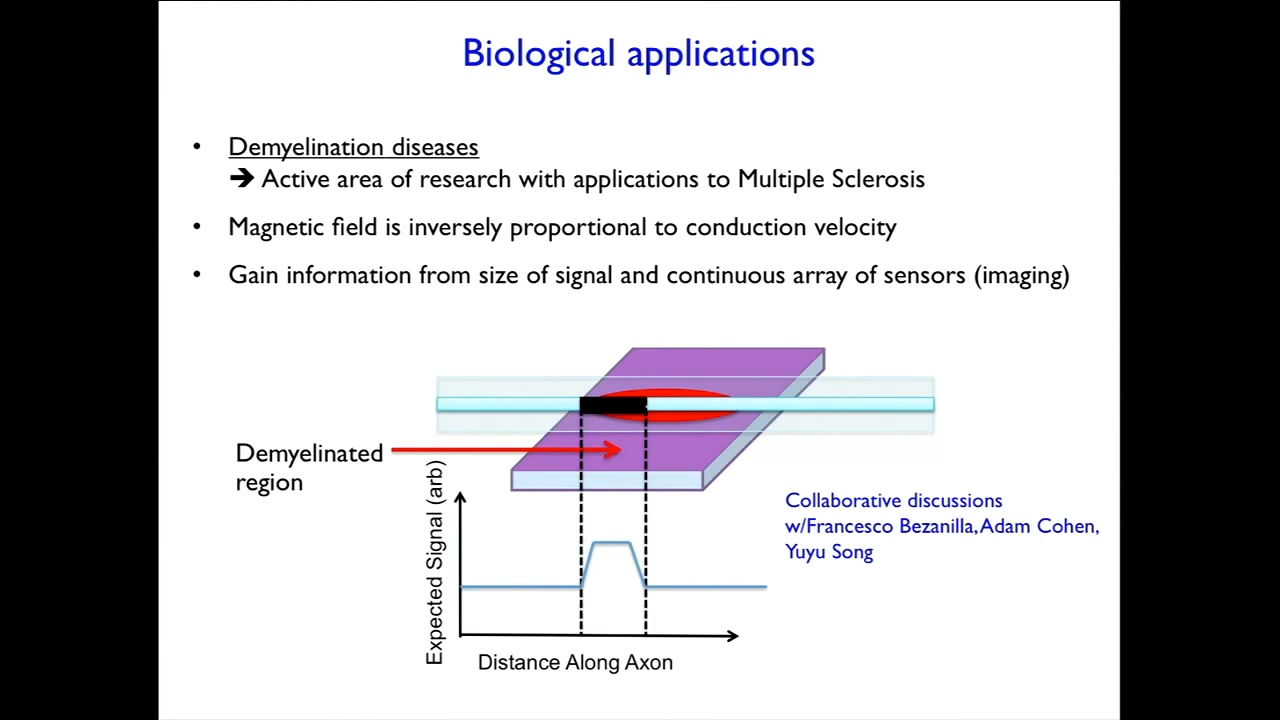 Biological applications
• Demyelination diseases
➔ Active area of research with applications to Multiple Sclerosis
• Magnetic field is inversely proportional to conduction velocity
• Gain information from size of signal and continuous array of sensors (imaging)
Demyelinated
region
Expected Signal (arb)
Distance Along Axon
Collaborative discussions
w/Francesco Bezanilla, Adam Cohen,
Yuyu Song